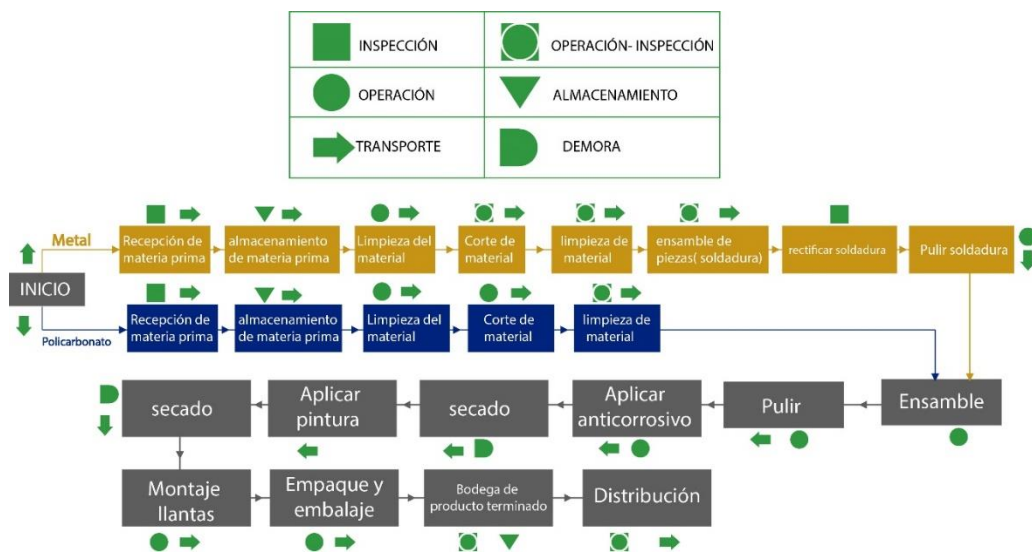 INSPECCIÓN
OPERACIÓN- INSPECCIÓN
OPERACIÓN
ALMACENAMIENTO
TRANSPORTE
DEMORA
Metal
Recepción de
materia prima
almacenamiento
de materia prima
Limpieza del
material
Corte de
material
limpieza de
material
ensamble de
piezas( soldadura)
rectificar soldadura
Pulir soldadura
INICIO
Policarbonato
Recepción de
materia prima
almacenamiento
de materia prima
Limpieza del
material
Corte de
material
limpieza de
material
secado
Aplicar
pintura
secado
Aplicar
anticorrosivo
Pulir
Ensamble
Montaje
llantas
Empaque y
embalaje
Bodega de
producto terminado
Distribución